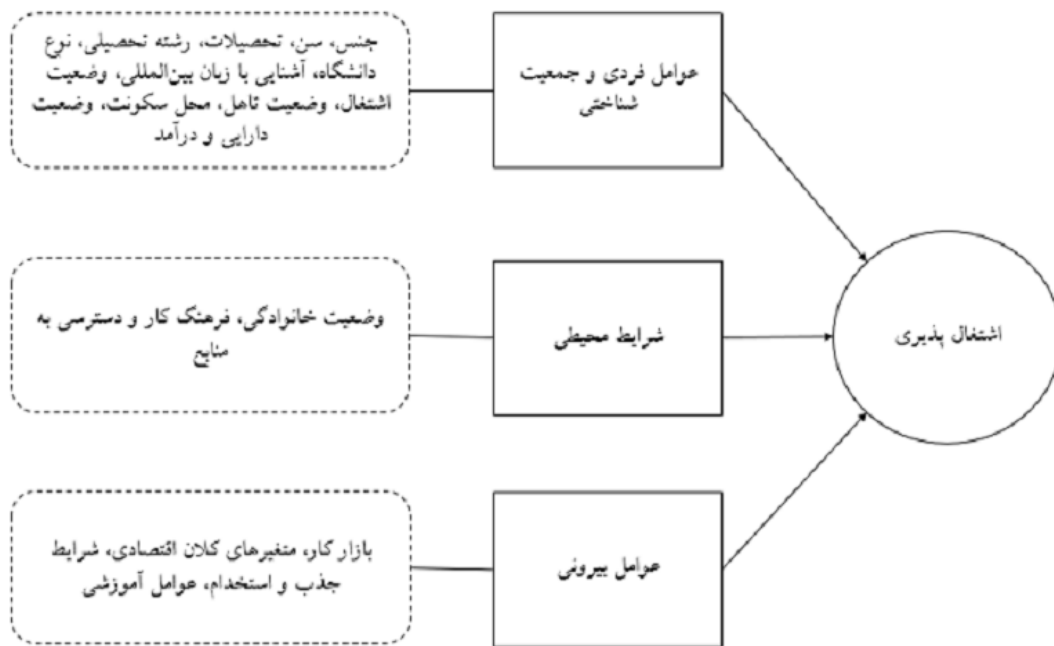 جنس، سن، تحصیلات، رشته تحصیلی، نوع
دانشگاه، آشنایی با زبان بین‌المللی، وضعیت
اشتغال، وضعیت تاهل، محل سکونت، وضعیت
دارایی و درآمد
عوامل فردی و جمعیت
شناختی
وضعیت خانوادگی، فرهنگ کار و دسترسی به
منابع
شرایط محیطی
اشتغال پذیری
بازار کار، متغیرهای کلان اقتصادی، شرایط
جذب و استخدام، عوامل آموزشی
عوامل بیرونی